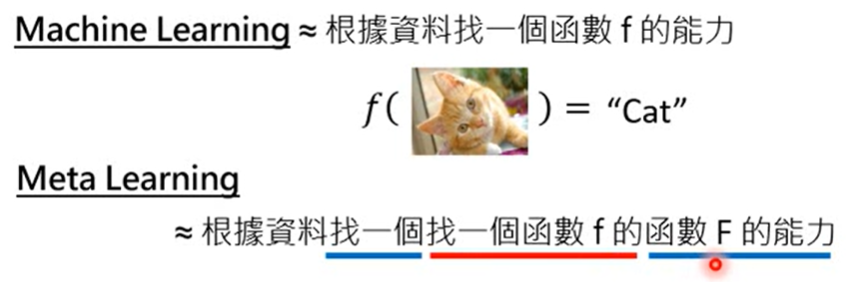 Machine Learning ≈ 根據資料找一個函數 f 的能力
f( ) = “Cat”
Meta Learning
≈ 根據資料找一個找一個函數 f 的函數 F 的能力